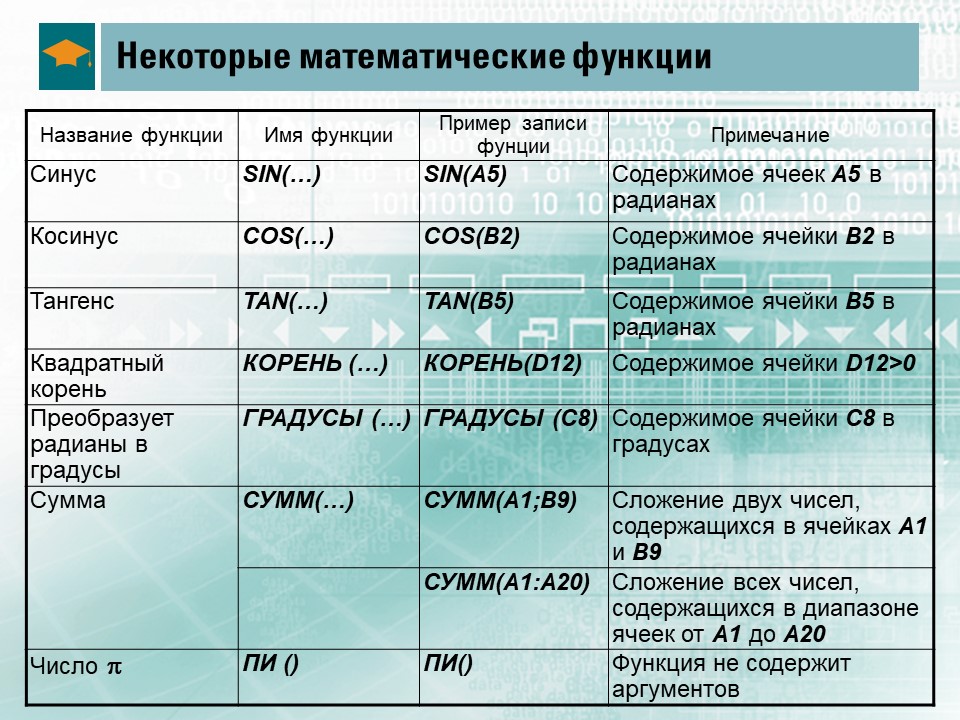 Некоторые математические функции
Название функции
Имя функции
Пример записи
фунции
Примечание
Синус
SIN(…)
SIN(A5)
Содержимое ячеек A5 в
радианах
Косинус
COS(…)
COS(B2)
Содержимое ячейки B2 в
радианах
Тангенс
TAN(…)
TAN(B5)
Содержимое ячейки B5 в
радианах
Квадратный
корень
КОРЕНЬ (…)
КОРЕНЬ(D12)
Содержимое ячейки D12>0
Преобразует
радианы в
градусы
ГРАДУСЫ (…)
ГРАДУСЫ (C8)
Содержимое ячейки C8 в
градусах
Сумма
СУММ(…)
СУММ(A1;B9)
Сложение двух чисел,
содержащихся в ячейках A1
и B9
СУММ(A1:A20)
Сложение всех чисел,
содержащихся в диапазоне
ячеек от A1 до A20
Число π
ПИ ()
ПИ()
Функция не содержит
аргументов